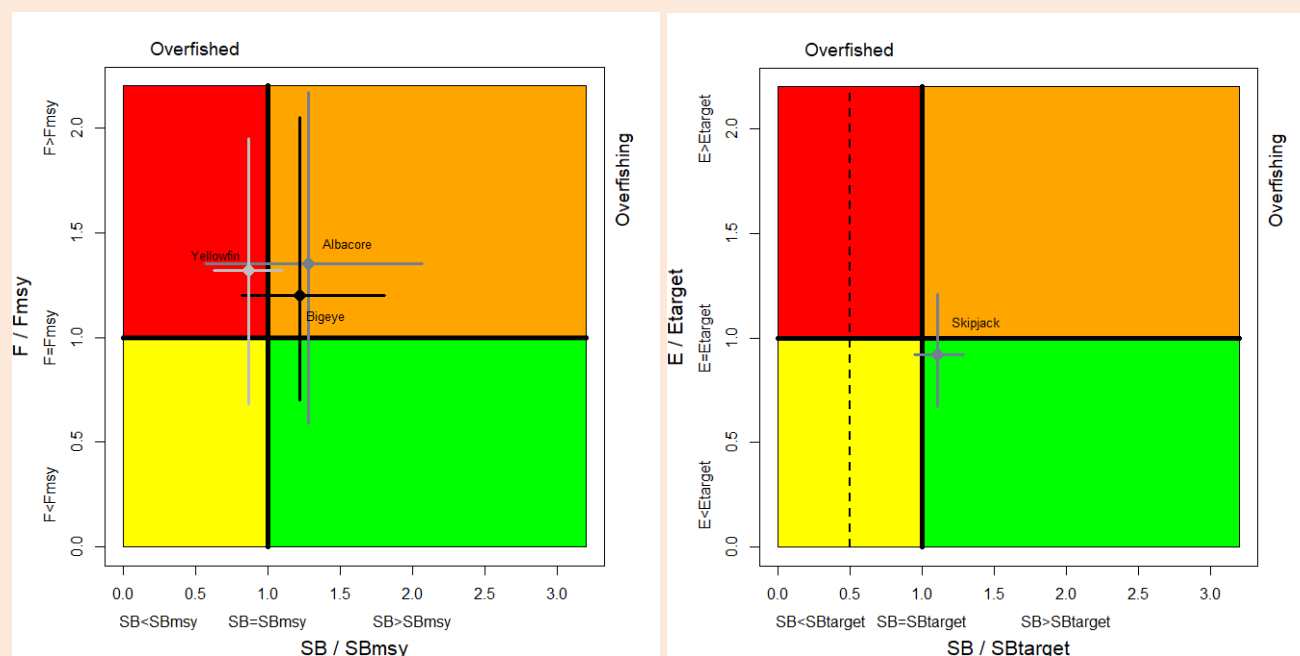 Overfished
F / Fmsy
F<Fmsy
F=Fmsy
F>Fmsy
0.0
0.5
1.0
1.5
2.0
Yellowfin
Albacore
Bigeye
Overfishing
0.0 0.5 1.0 1.5 2.0 2.5 3.0
SB<SBmsy SB=SBmsy SB>SBmsy
SB / SBmsy
Overfished
E / Etarget
E<Etarget
E=Etarget
E>Etarget
0.0
0.5
1.0
1.5
2.0
Skipjack
Overfishing
0.0 0.5 1.0 1.5 2.0 2.5 3.0
SB<SBtarget SB=SBtarget SB>SBtarget
SB / SBtarget